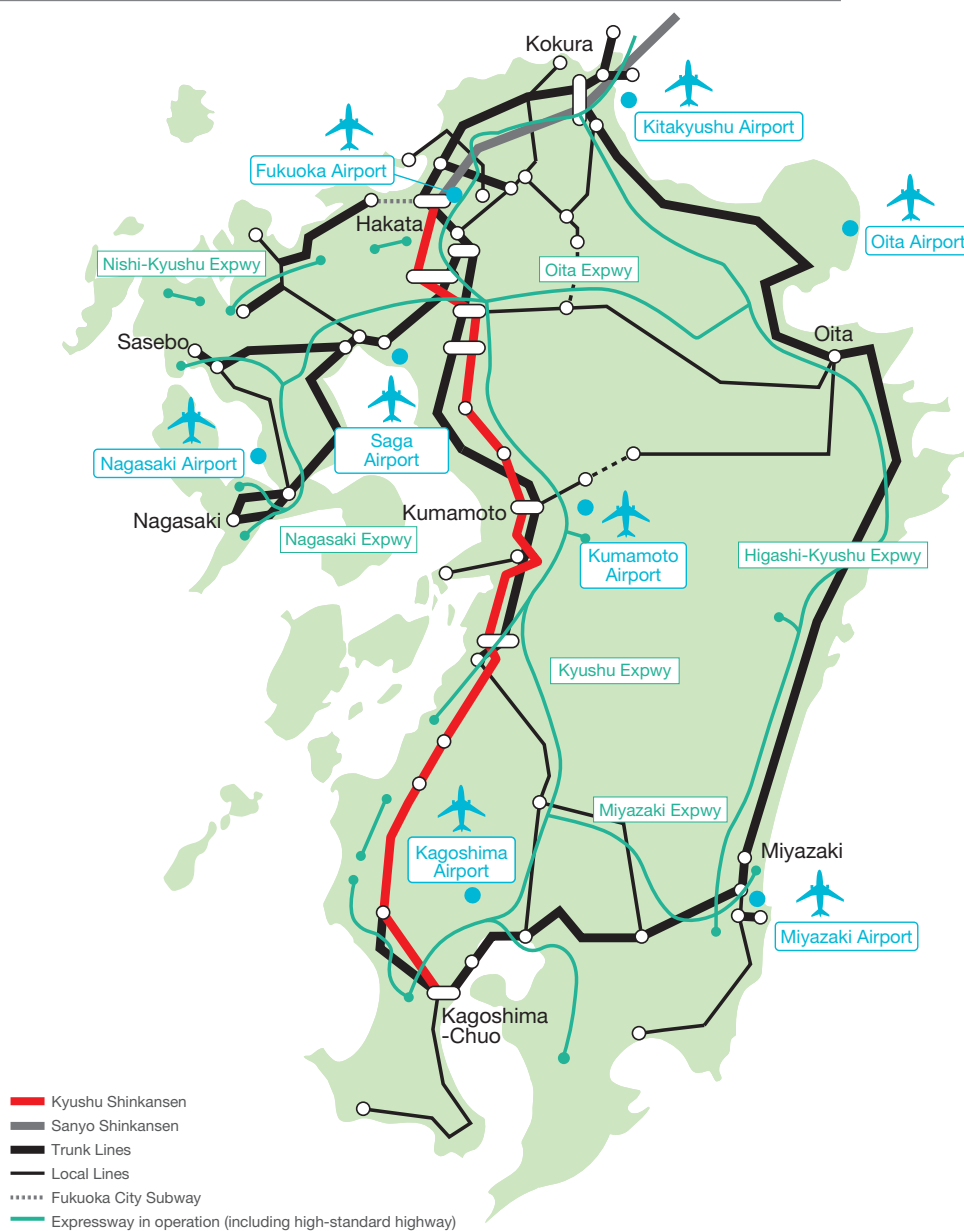 Kokura
Kitakyushu Airport
Fukuoka Airport
Hakata
Oita Airport
Nishi-Kyushu Expwy
Oita Expwy
Sasebo
Oita
Saga
Airport
Nagasaki Airport
Nagasaki
Kumamoto
Nagasaki Expwy
Kumamoto
Airport
Higashi-Kyushu Expwy
Kyushu Expwy
Miyazaki Expwy
Kagoshima
Airport
Miyazaki
Miyazaki Airport
Kagoshima
-Chuo
Kyushu Shinkansen
Sanyo Shinkansen
Trunk Lines
Local Lines
Fukuoka City Subway
Expressway in operation (including high-standard highway)